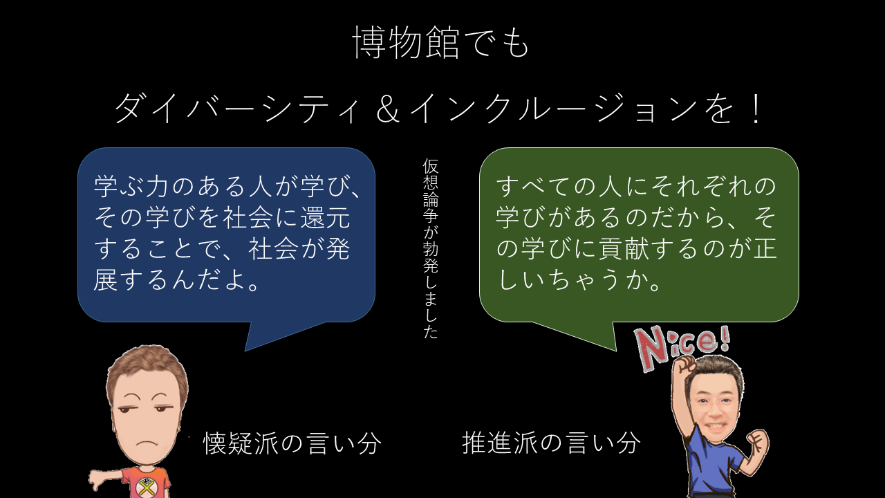 博物館でも
ダイバーシティ＆インクルージョンを！
学ぶ力のある人が学び、
その学びを社会に還元
することで、社会が発
展するんだよ。
仮想論争が勃発しました
すべての人にそれぞれの
学びがあるのだから、そ
の学びに貢献するのが正
しいちゃうか。
Nice!
懐疑派の言い分
推進派の言い分